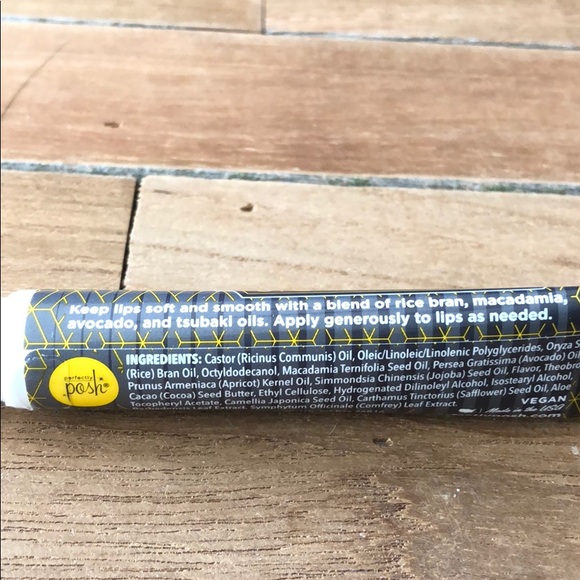 Keep lips soft and smooth with a blend of rice bran, macadamia,
avocado, and tsubaki oils. Apply generously to lips as needed.
perfectly
posh
INGREDIENTS: Castor (Ricinus Communis) Oil, Oleic/Linoleic/Linolenic Polyglycerides, Oryza
(Rice) Bran Oil, Octyldodecanol, Macadamia Ternifolia Seed Oil, Persea Gratissima (Avocado) Oil
Prunus Armeniaca (Apricot) Kernel Oil, Simmondsia Chinensis (Jojoba) Seed Oil, Flavor, Theobro
Cacao (Cocoa) Seed Butter, Ethyl Cellulose, Hydrogenated Dilinoleyl Alcohol, Isostearyl Alcohol,
Tocopheryl Acetate, Camellia Japonica Seed Oil, Carthamus Tinctorius (Safflower) Seed Oil, Aloe
Leaf Extract, Symphytum Officinale (Comfrey) Leaf Extract.
VEGAN
Made in the USA
osh.com